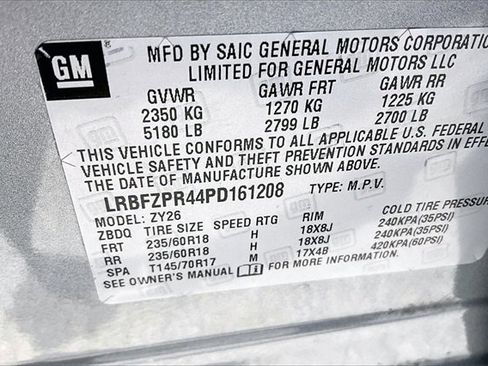 GM
MFD BY SAIC GENERAL MOTORS CORPORATION
LIMITED FOR GENERAL MOTORS LLC
GVWR GAWR FRT GAWR RR
2350 KG 1270 KG 1225 KG
5180 LB 2799 LB 2700 LB
THIS VEHICLE CONFORMS TO ALL APPLICABLE U.S. FEDERAL
VEHICLE SAFETY AND THEFT PREVENTION STANDARDS IN EFFE
THE DATE OF MANUFACTURE SHOWN ABOVE.
LRBFZPR44PD161208 TYPE: M.P.V.
MODEL: ZY26
ZBDQ TIRE SIZE SPEED RTG RIM COLD TIRE PRESSU
FRT 235/60R18 H 18X8J 240KPA(35PSI)
RR 235/60R18 H 18X8J 240KPA(35PSI)
SPA T145/70R17 M 17X4B 420KPA(60PSI)
SEE OWNER'S MANUAL FOR MORE INFORMATION.